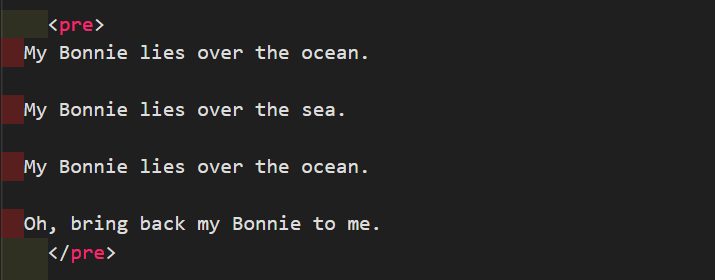 <pre>
My Bonnie lies over the ocean.
My Bonnie lies over the sea.
My Bonnie lies over the ocean.
Oh, bring back my Bonnie to me.
</pre>